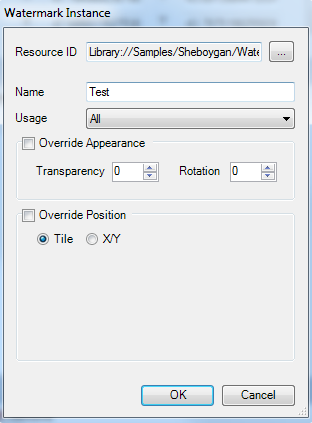 Watermark Instance
Resource ID Library://Samples/Sheboygan/Wate ...
Name Test
Usage All
Override Appearance
Transparency 0 Rotation 0
Override Position
Tile X/Y
OK Cancel